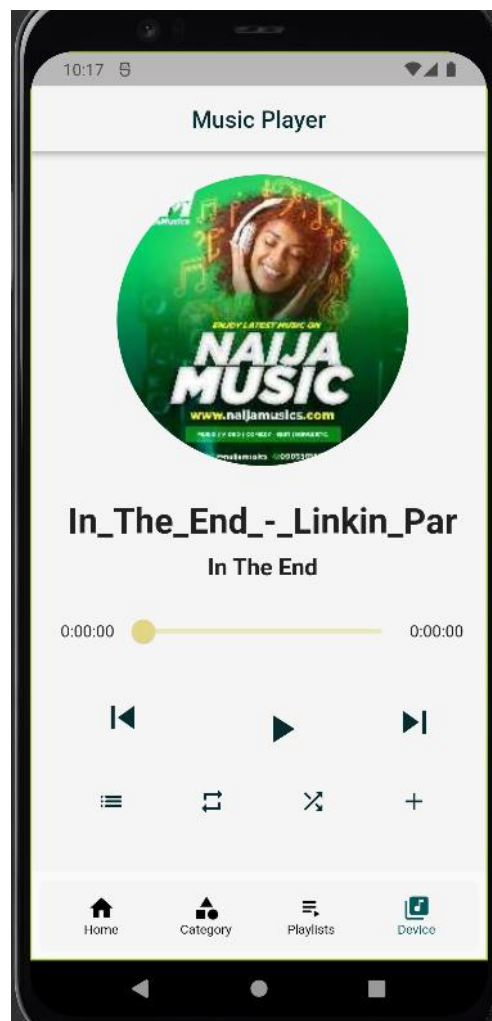 10:17
Music Player
ENJOY LATEST MUSIC ON
NAIJA
MUSIC
www.naijamusics.com
In_The_End_-_Linkin_Par
In The End
0:00:00 0:00:00
Home Category Playlists Device